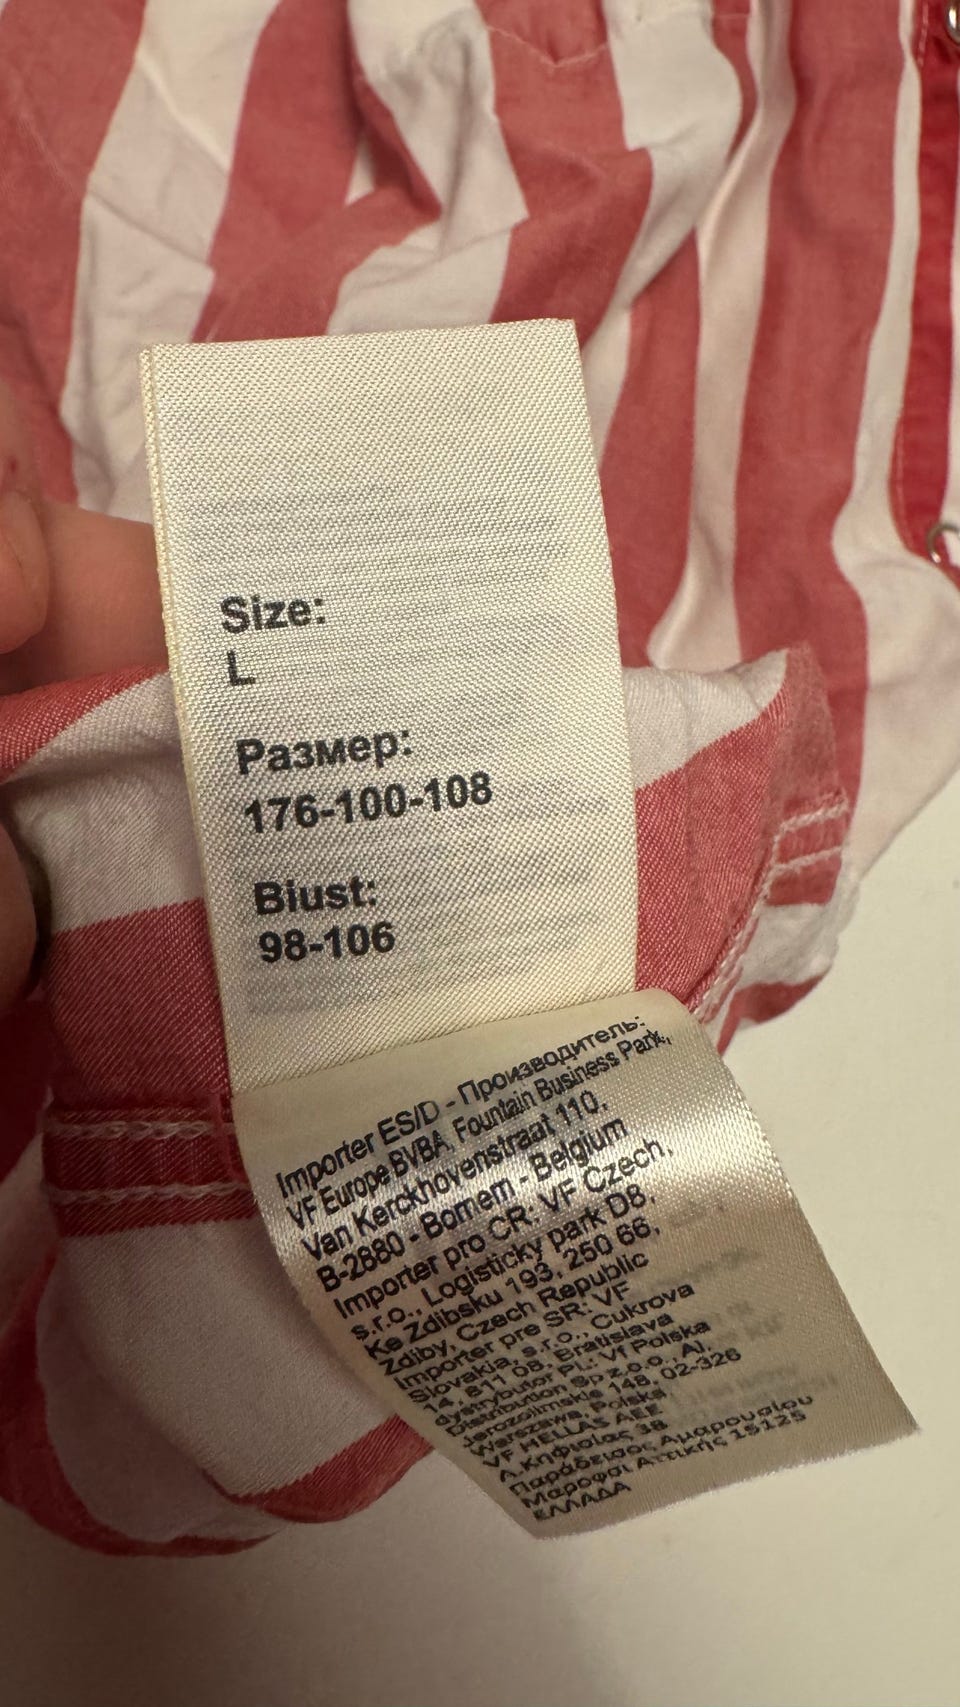 Size:
L
Размер:
176-100-108
Biust:
98-106
Importer ES/D - Производитель:
VF Europe BVBA, Fountain Business Park,
Van Kerckhovenstraat 110,
B-2880 - Bornem - Belgium
Importer pro CR: VF Czech,
s.r.o., Logisticky park D8,
Ke Zdibsku 193, 250 66,
Zdiby, Czech Republic
Importer pre SR: VF
Slovakia, s.r.o., Cukrova
14, 811 08, Bratislava
dystrybutor PL: Vf Polska
Distribution Sp z.o.o., Al.
Jerozolimskie 148, 02-326
Warszawa, Polska
VF HELLAS AEE
Λ.Κηφισίας 38
Παράδεισος Αμαρουσίου
Μαρούσι Αττικής 15125
ΕΛΛΑΔΑ